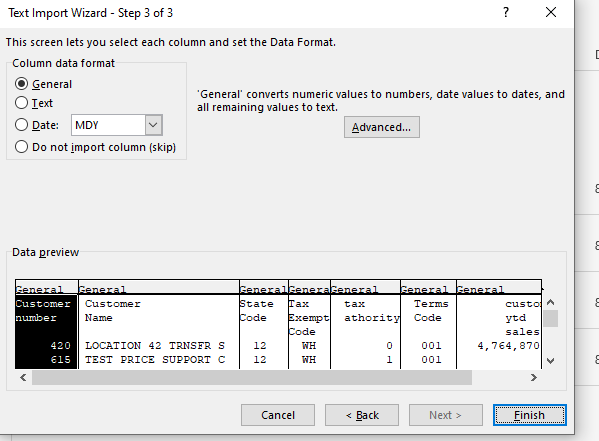 Text Import Wizard - Step 3 of 3
This screen lets you select each column and set the Data Format.
Column data format
General
Text
Date: MDY
Do not import column (skip)
'General' converts numeric values to numbers, date values to dates, and
all remaining values to text.
Advanced...
Data preview
General General General General General General General
Customer Customer State Tax tax Terms
number Name Code Exempt athority Code ytd
Code sales
420 LOCATION 42 TRNSFR S 12 WH 0 001 4,764,870
615 TEST PRICE SUPPORT C 12 WH 1 001
Cancel < Back Next > Finish